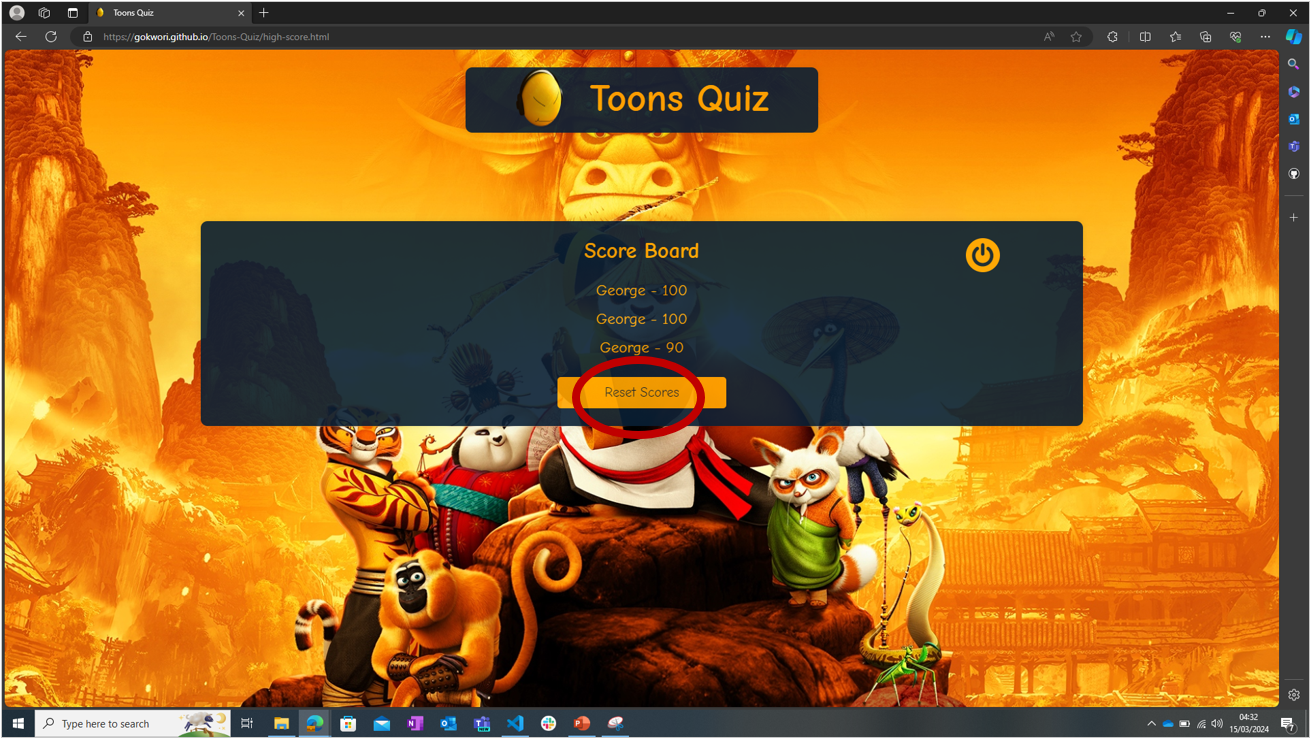 Toons Quiz
https://gokwori.github.io/Toons-Quiz/high-score.html
Toons Quiz
Score Board
George - 100
George - 100
George - 90
Reset Scores
Type here to search
04:32
15/03/2024
7